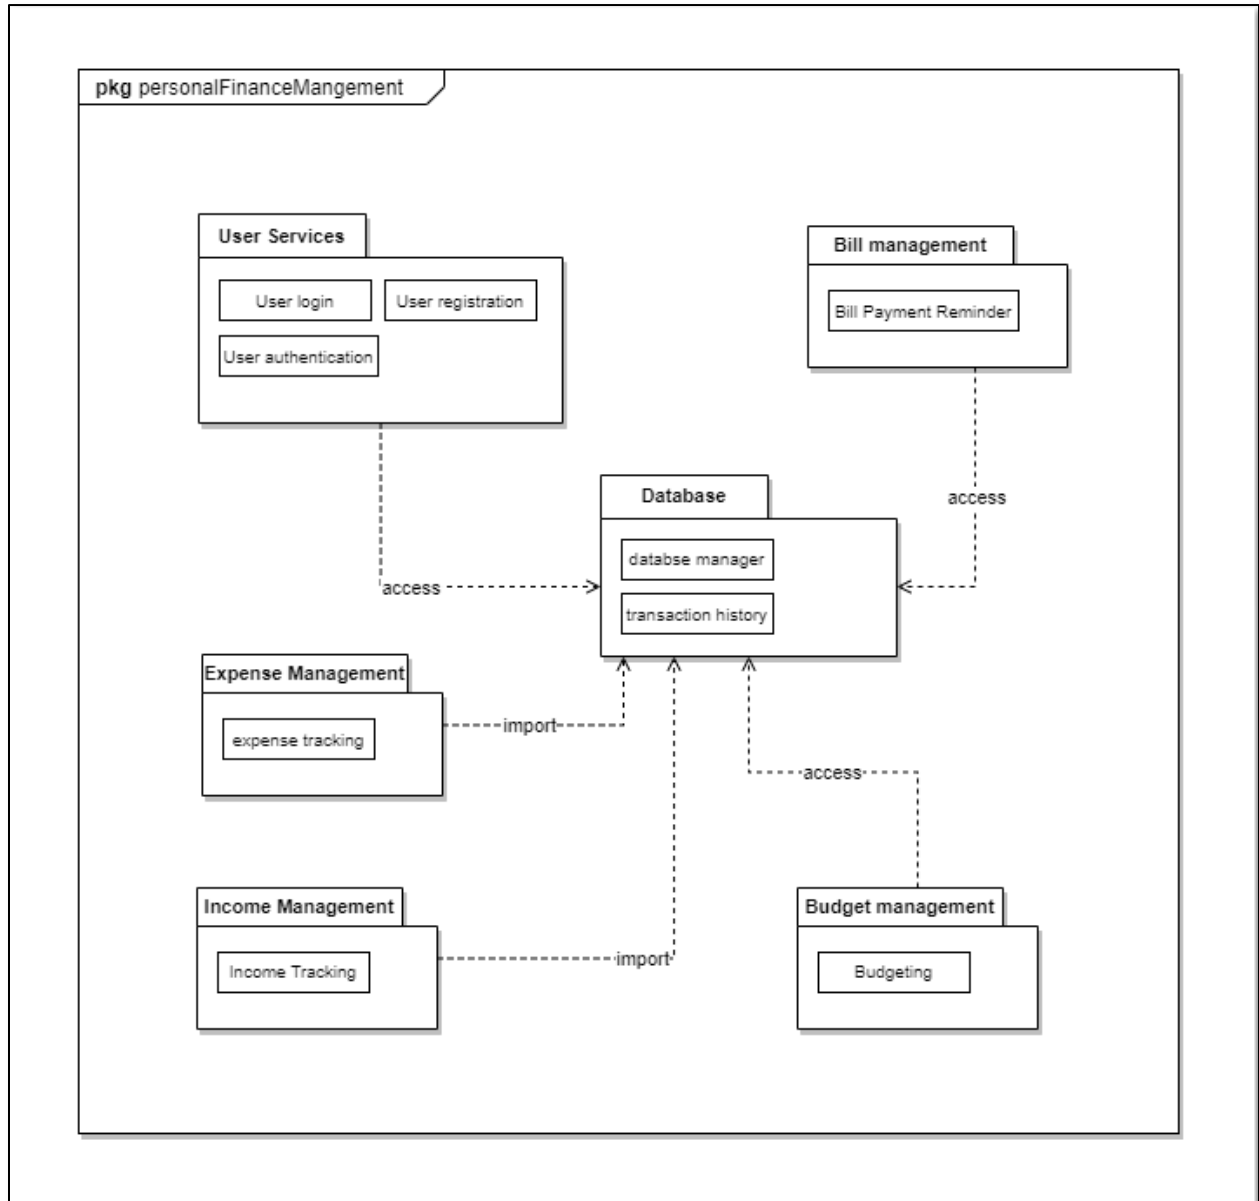 pkg personalFinanceMangement
User Services
User login
User registration
User authentication
Bill management
Bill Payment Reminder
access
Database
databse manager
transaction history
access
Expense Management
expense tracking
import
access
Income Management
Income Tracking
import
Budget management
Budgeting